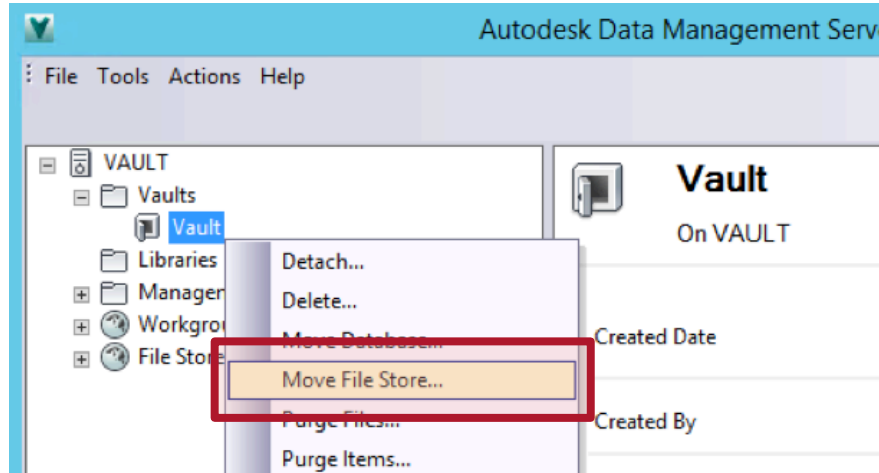 Autodesk Data Management Serv
File Tools Actions Help
VAULT
Vaults
Vault
Libraries
Manager
Workgrou
File Store
Detach...
Delete...
Move Database...
Move File Store...
Purge Files...
Purge Items...
Vault
On VAULT
Created Date
Created By